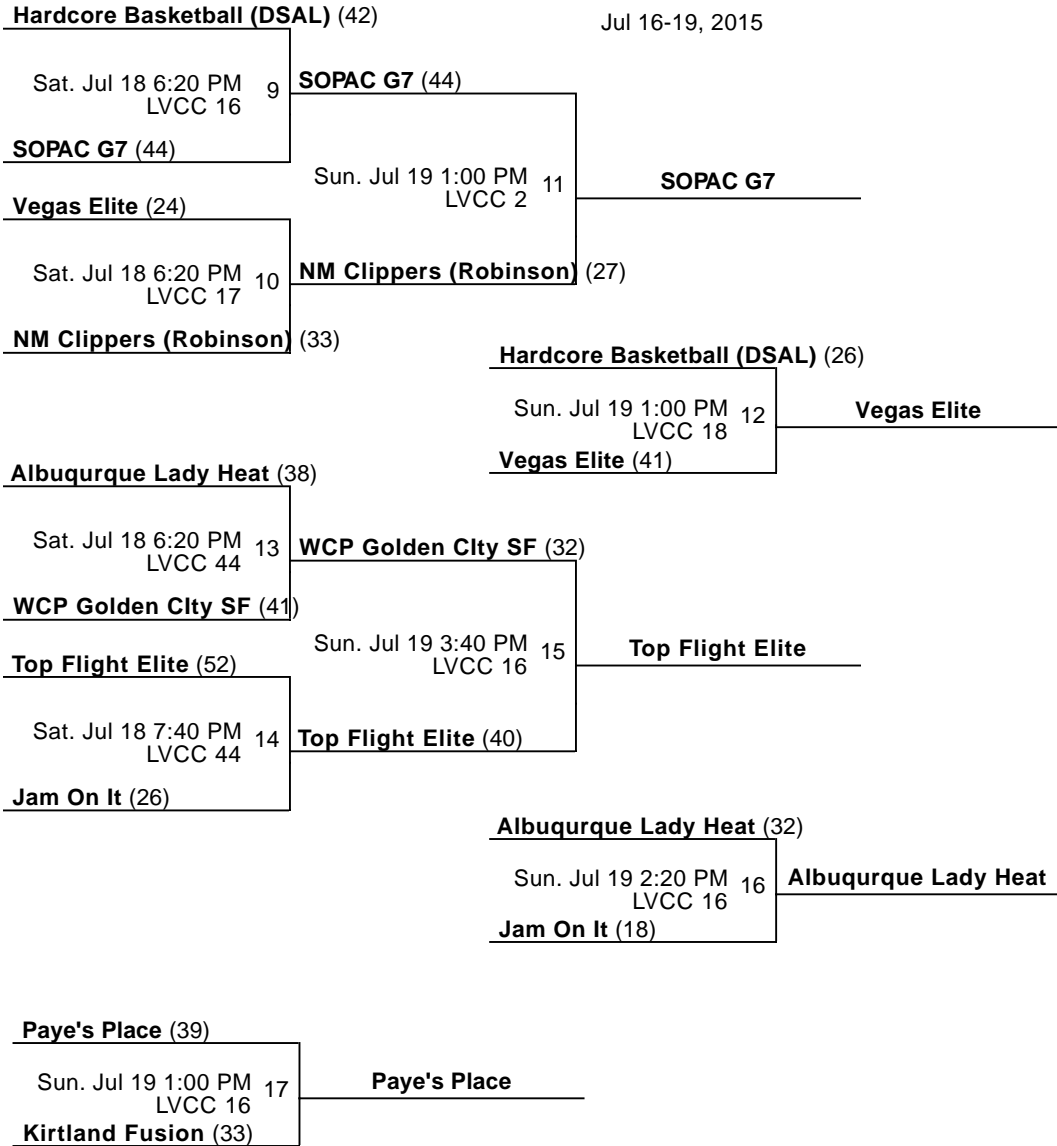 Hardcore Basketball (DSAL) (42)
Jul 16-19, 2015
Sat. Jul 18 6:20 PM
LVCC 16
9
SOPAC G7 (44)
SOPAC G7 (44)
Sun. Jul 19 1:00 PM
LVCC 2
11
SOPAC G7
Vegas Elite (24)
Sat. Jul 18 6:20 PM
LVCC 17
10
NM Clippers (Robinson) (27)
NM Clippers (Robinson) (33)
Hardcore Basketball (DSAL) (26)
Sun. Jul 19 1:00 PM
LVCC 18
12
Vegas Elite
Vegas Elite (41)
Albuqurque Lady Heat (38)
Sat. Jul 18 6:20 PM
LVCC 44
13
WCP Golden CIty SF (32)
WCP Golden CIty SF (41)
Sun. Jul 19 3:40 PM
LVCC 16
15
Top Flight Elite
Top Flight Elite (52)
Sat. Jul 18 7:40 PM
LVCC 44
14
Top Flight Elite (40)
Jam On It (26)
Albuqurque Lady Heat (32)
Sun. Jul 19 2:20 PM
LVCC 16
16
Albuqurque Lady Heat
Jam On It (18)
Paye's Place (39)
Sun. Jul 19 1:00 PM
LVCC 16
17
Paye's Place
Kirtland Fusion (33)